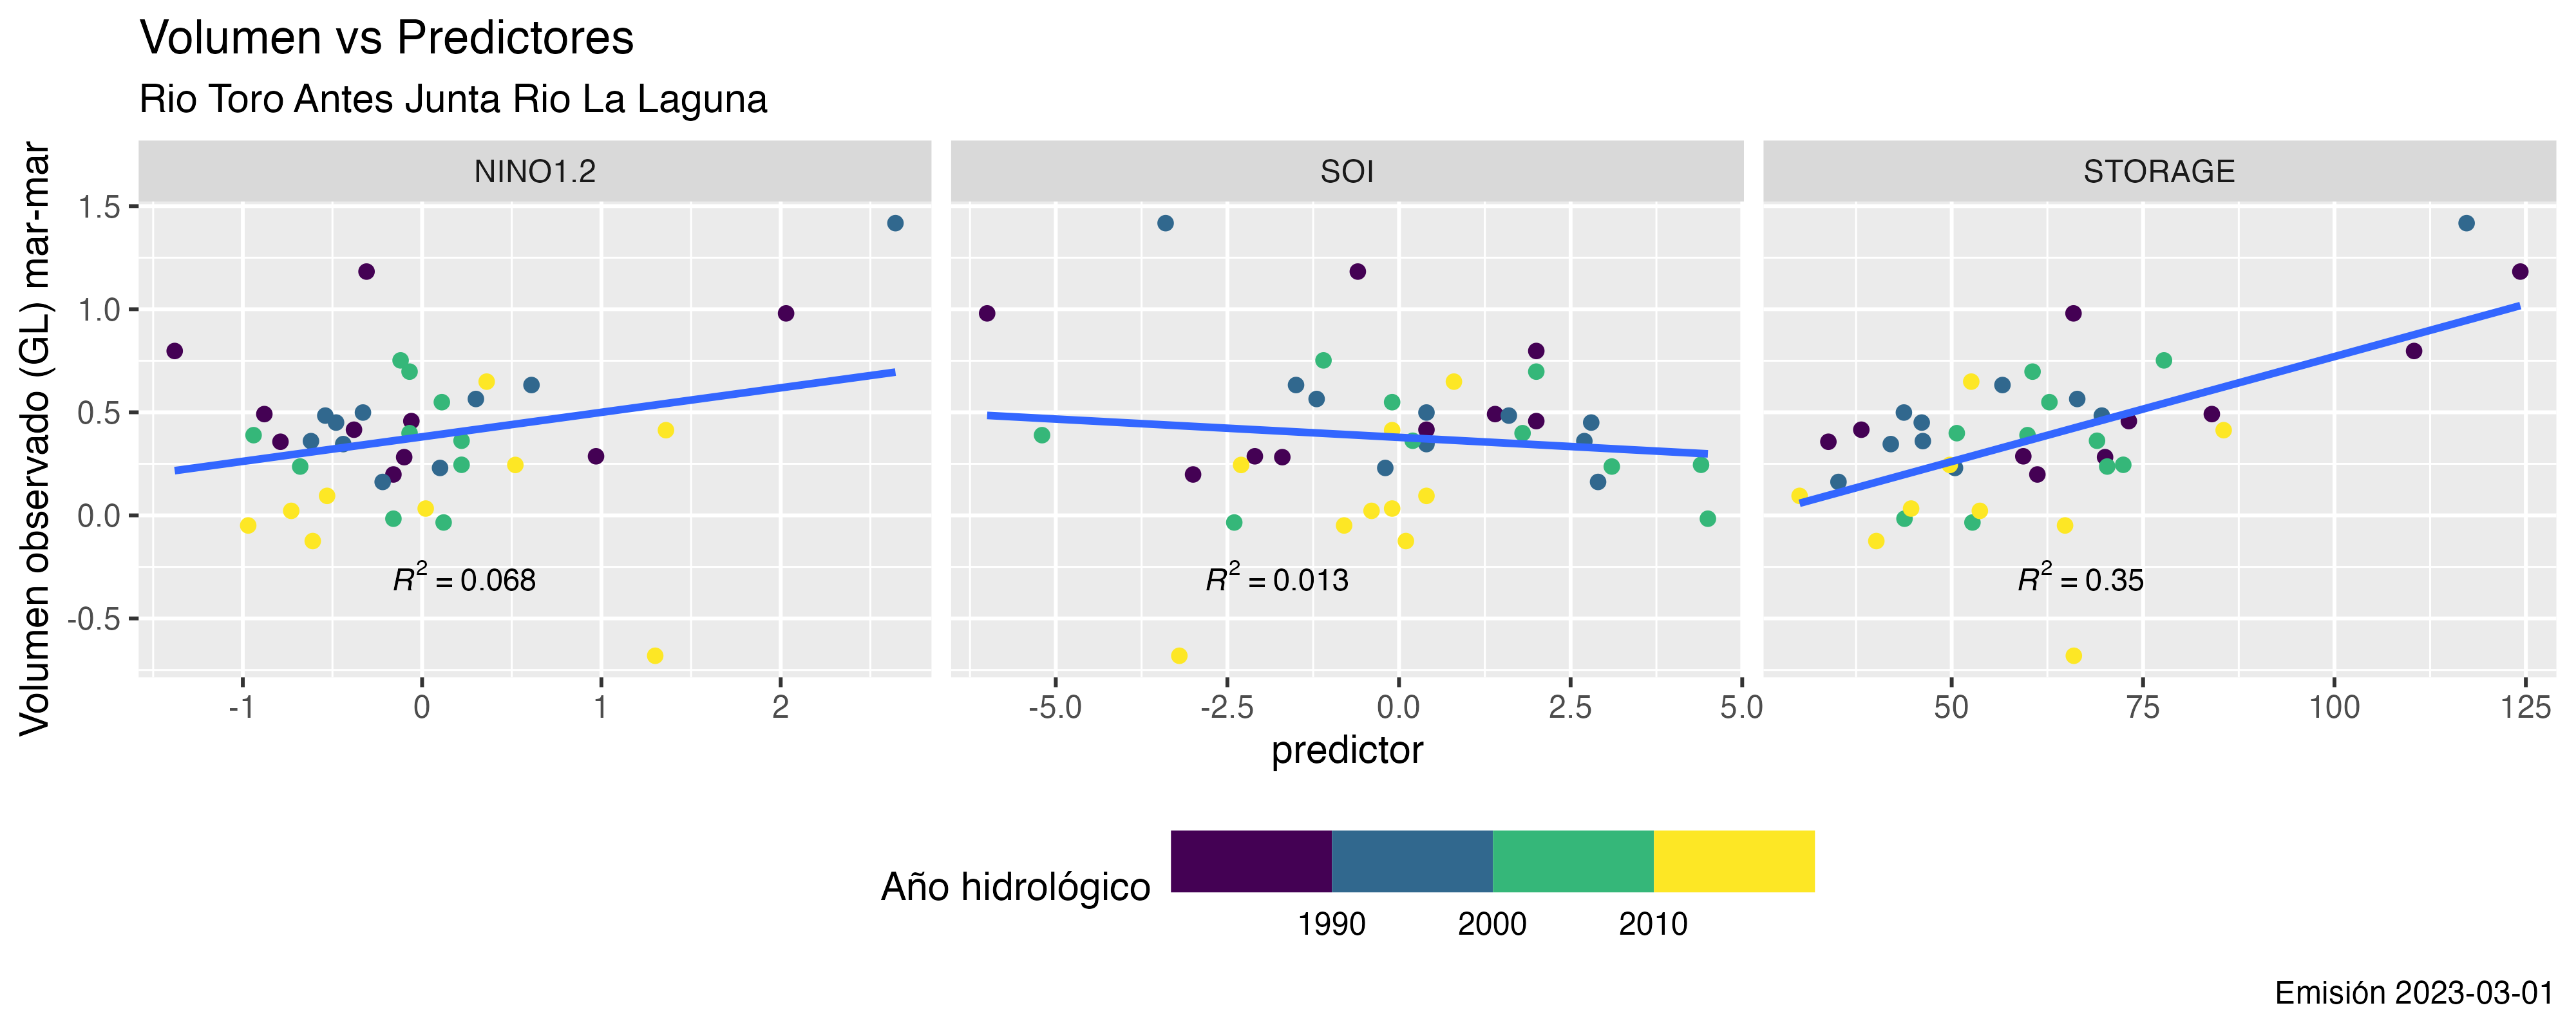 Volumen vs Predictores
Rio Toro Antes Junta Rio La Laguna
Volumen observado (GL) mar-mar
NINO1.2 SOI STORAGE
1.5
1.0
0.5
0.0
-0.5
R² = 0.068 R² = 0.013 R² = 0.35
-1 0 1 2 -5.0 -2.5 0.0 2.5 5.0 50 75 100 125
predictor
Año hidrológico
1990 2000 2010
Emisión 2023-03-01